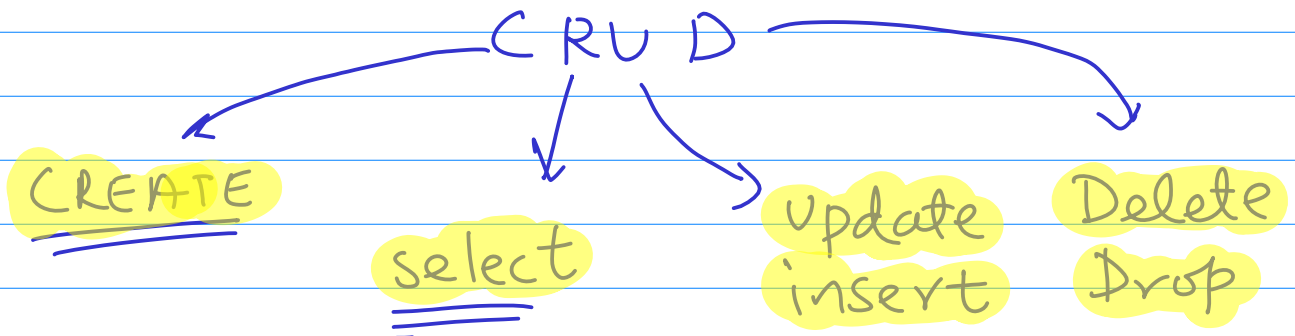 CRUD
CREATE
select
update
insert
Delete
Drop